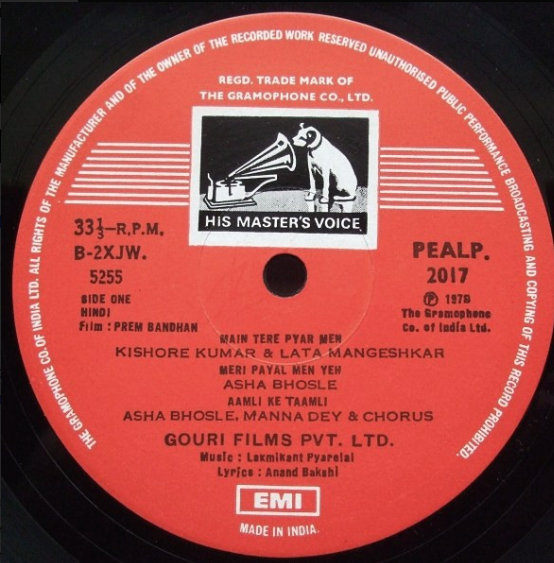 THE GRAMOPHONE CO. OF INDIA LTD. ALL RIGHTS OF THE MANUFACTURER AND OF THE OWNER OF THE RECORDED WORK RESERVED UNAUTHORISED PUBLIC PERFORMANCE BROADCASTING AND COPYING OF THIS RECORD PROHIBITED.
REGD. TRADE MARK OF
THE GRAMOPHONE CO., LTD.
HIS MASTER'S VOICE
33⅓-R.P.M.
B-2XJW.
5255
SIDE ONE
HINDI
Film : PREM BANDHAN
PEALP.
2017
Ⓟ 1978
The Gramophone
Co. of India Ltd.
MAIN TERE PYAR MEN
KISHORE KUMAR & LATA MANGESHKAR
MERI PAYAL MEN YEH
ASHA BHOSLE
AAMLI KE TAAMLI
ASHA BHOSLE, MANNA DEY & CHORUS
GOURI FILMS PVT. LTD.
Music : Laxmikant Pyarelal
Lyrics : Anand Bakshi
EMI
MADE IN INDIA.